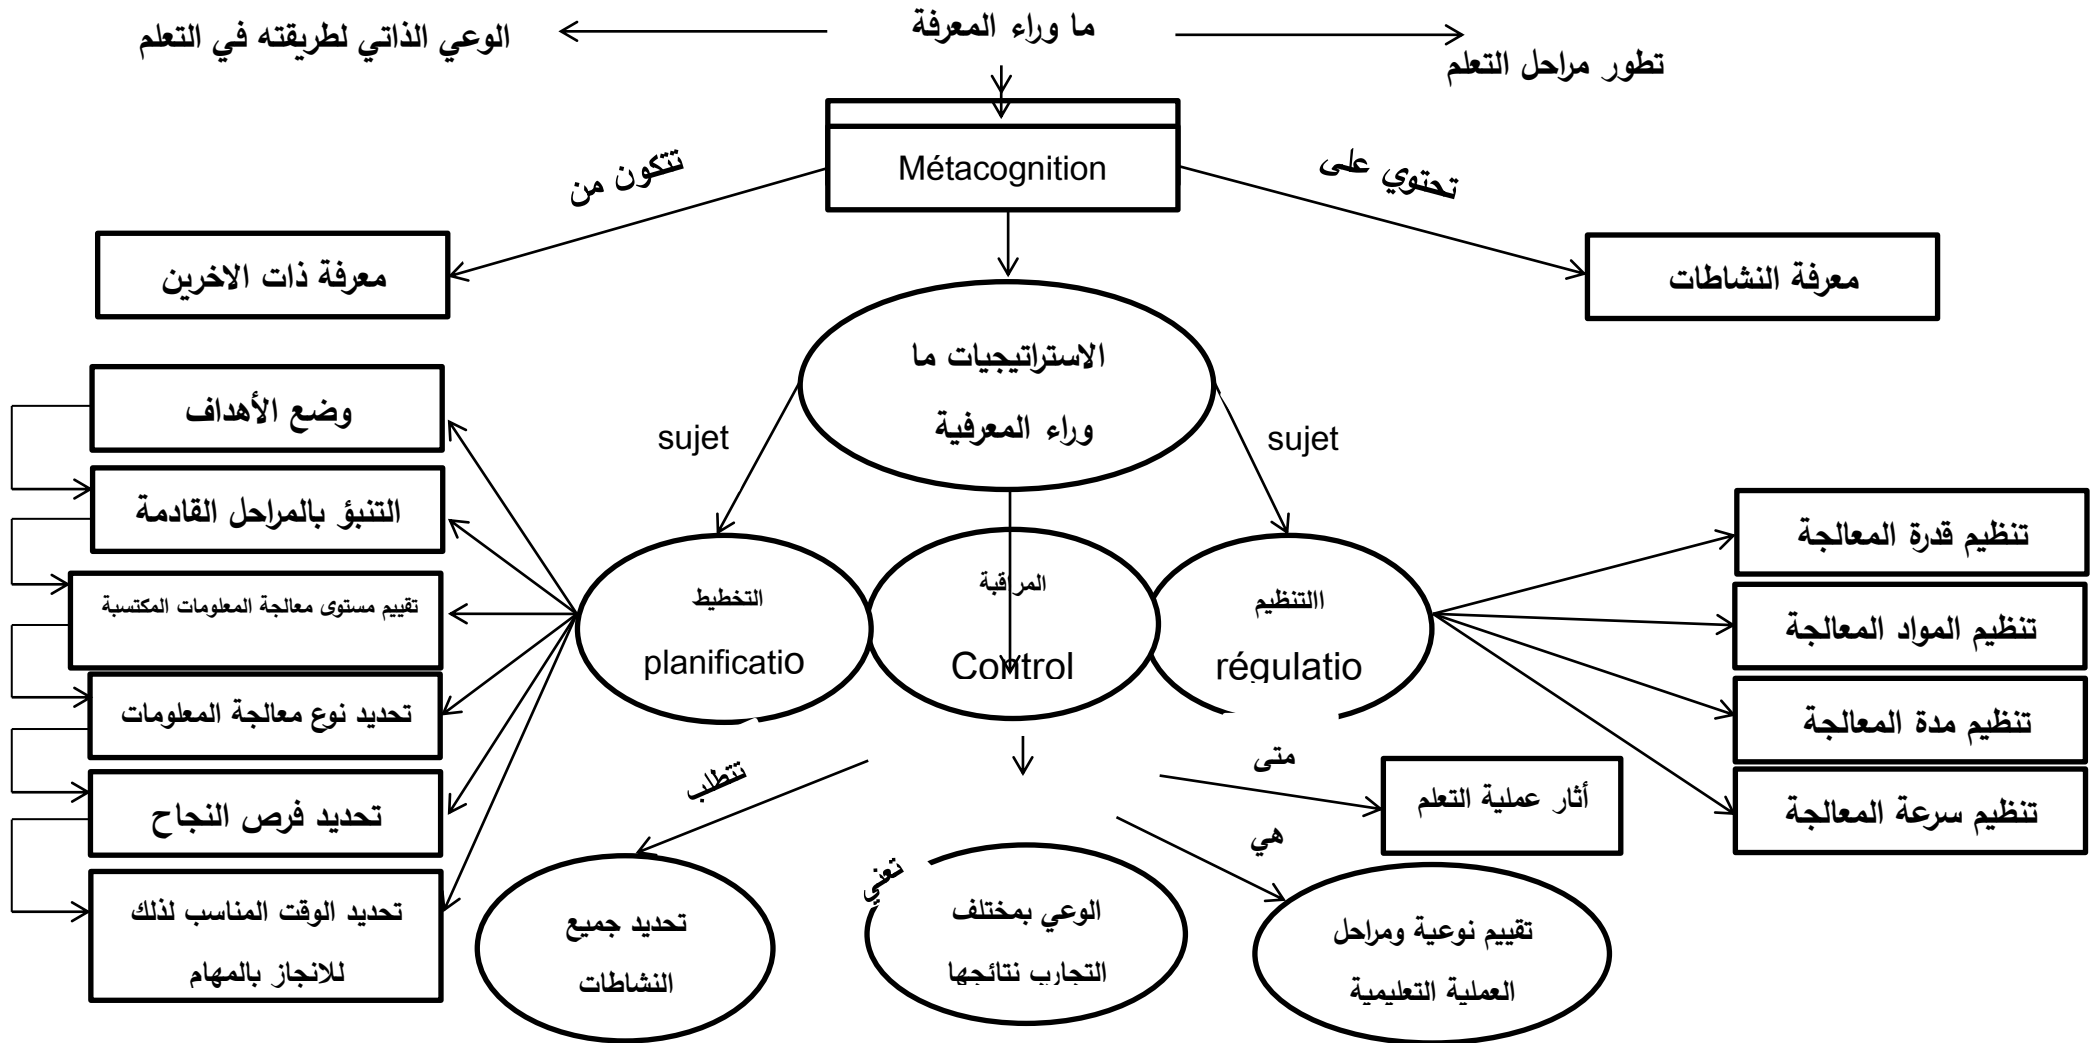 ما وراء المعرفة
الوعي الذاتي لطريقته في التعلم
تطور مراحل التعلم
Métacognition
تتكون من
تحتوي على
معرفة ذات الاخرين
معرفة النشاطات
الاستراتيجيات ما
وراء المعرفية
sujet
sujet
وضع الأهداف
التنبؤ بالمراحل القادمة
تقييم مستوى معالجة المعلومات المكتسبة
تحديد نوع معالجة المعلومات
تحديد فرص النجاح
تحديد الوقت المناسب لذلك
للانجاز بالمهام
التخطيط
planificatio
المراقبة
Control
االتنظيم
régulatio
تنظيم قدرة المعالجة
تنظيم المواد المعالجة
تنظيم مدة المعالجة
تنظيم سرعة المعالجة
تتطلب
متى
هي
تعني
أثار عملية التعلم
تحديد جميع
النشاطات
الوعي بمختلف
التجارب نتائجها
تقييم نوعية ومراحل
العملية التعليمية